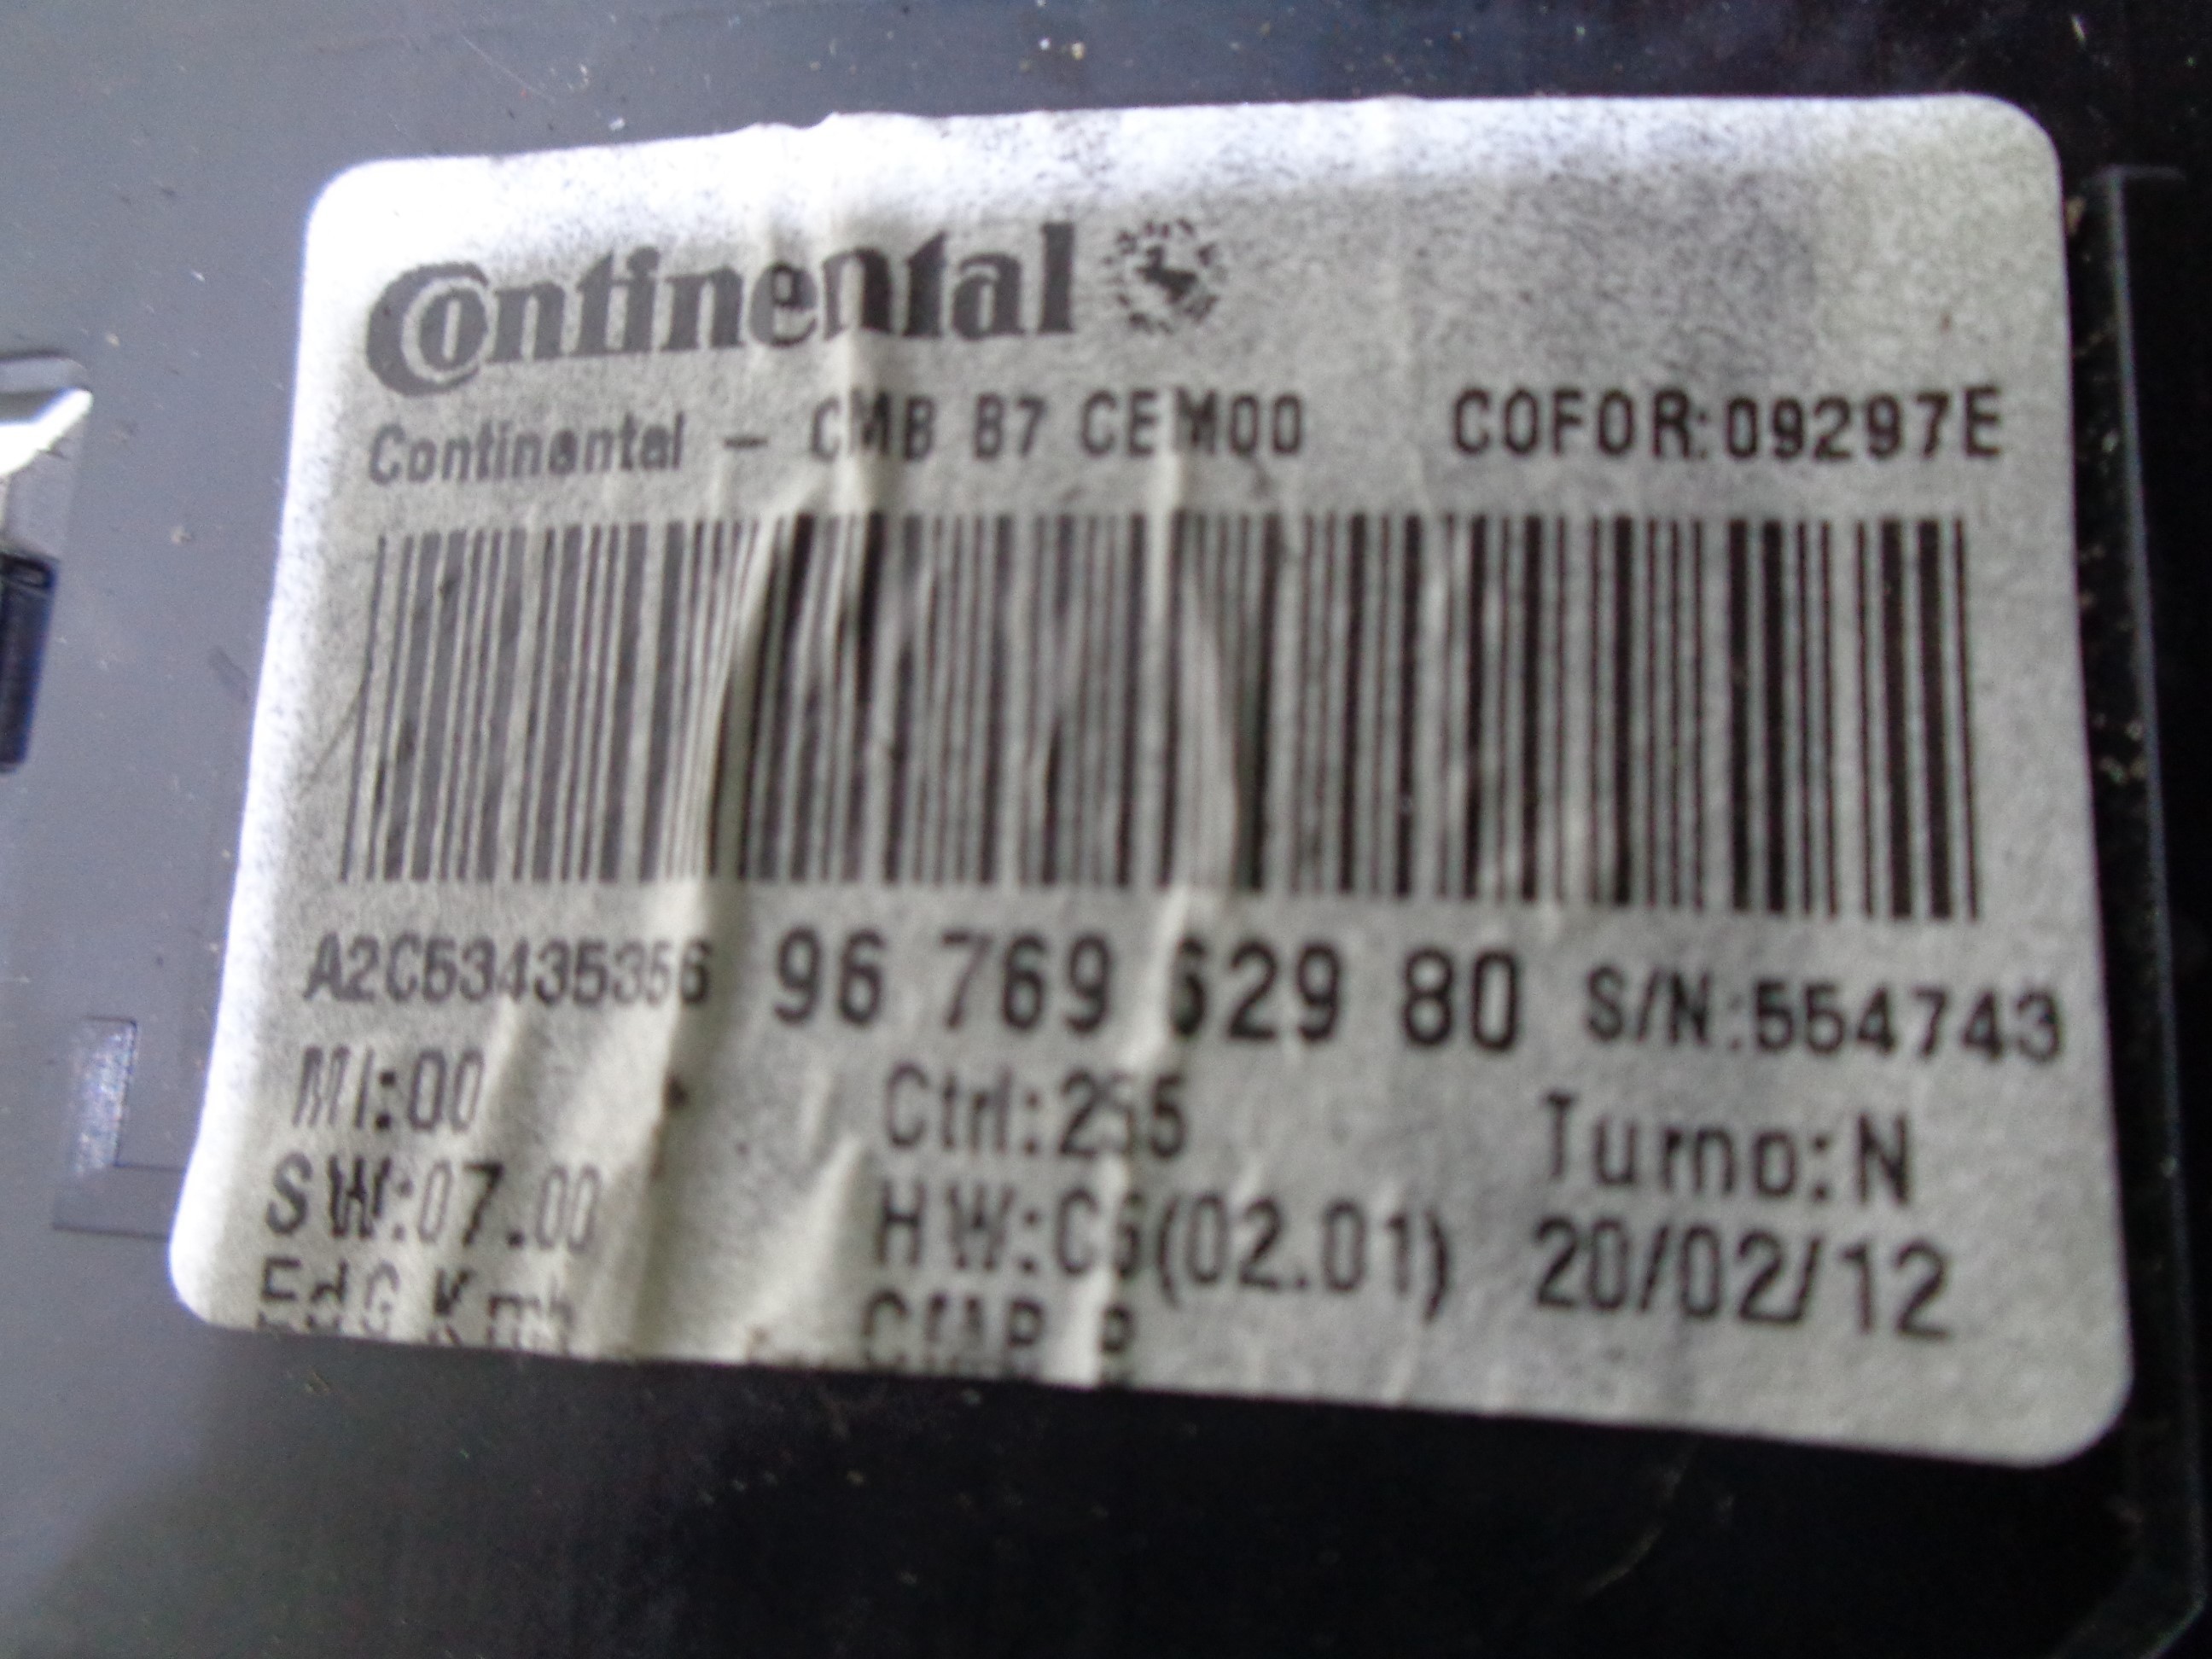 Continental
Continental - CMB B7 CEM00 COFOR:09297E
A2C53435356 96 769 629 80 S/N:554743
MI:00 Ctrl:255 Turno:N
SW:07.00 HW:C6(02.01) 20/02/12